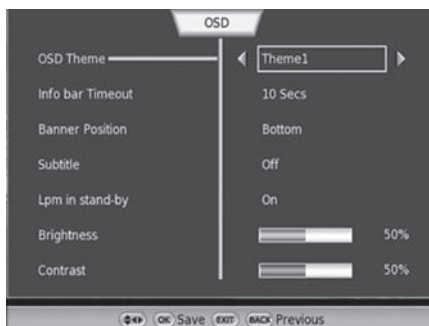 OSD
OSD Theme Theme1
Info bar Timeout 10 Secs
Banner Position Bottom
Subtitle Off
Lpm in stand-by On
Brightness 50%
Contrast 50%
OK Save EXIT BACK Previous